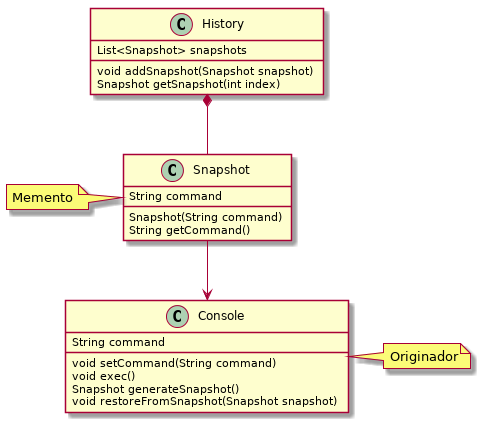 C History
List<Snapshot> snapshots
void addSnapshot(Snapshot snapshot)
Snapshot getSnapshot(int index)
C Snapshot
Memento
String command
Snapshot(String command)
String getCommand()
C Console
String command
void setCommand(String command)
Originador
void exec()
Snapshot generateSnapshot()
void restoreFromSnapshot(Snapshot snapshot)